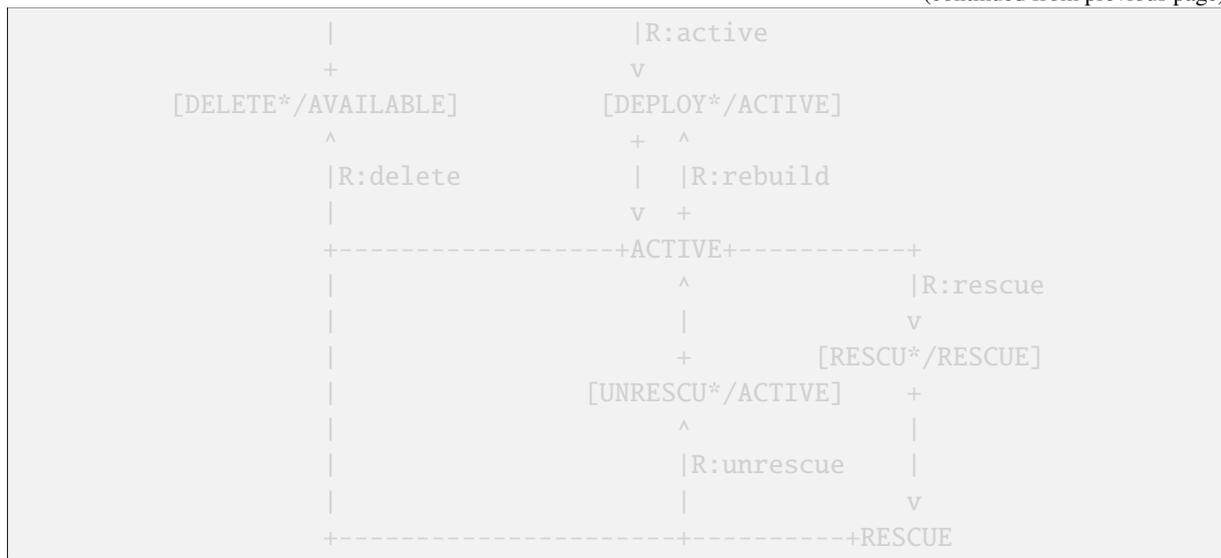 (continued from previous page)
|                    |R:active
+                    v
[DELETE*/AVAILABLE]          [DEPLOY*/ACTIVE]
^                    +  ^
|R:delete            |  |R:rebuild
|                    v  +
+------------------+ACTIVE+-----------+
|                       ^              |R:rescue
|                       |              v
|                       +        [RESCU*/RESCUE]
|                 [UNRESCU*/ACTIVE]    +
|                       ^              |
|                       |R:unrescue    |
|                       |              v
+----------------------+----------+RESCUE